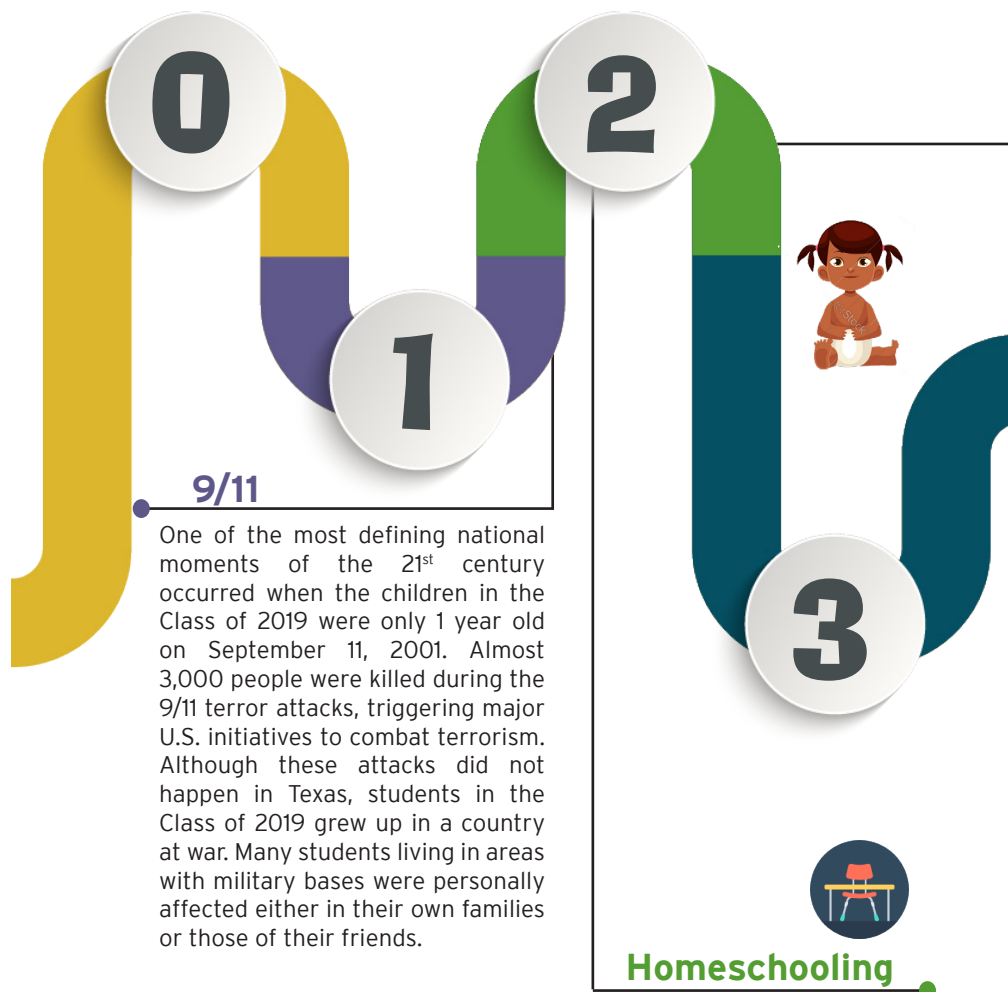 0
2
1
9/11
One of the most defining national
moments of the 21st century
occurred when the children in the
Class of 2019 were only 1 year old
on September 11, 2001. Almost
3,000 people were killed during the
9/11 terror attacks, triggering major
U.S. initiatives to combat terrorism.
Although these attacks did not
happen in Texas, students in the
Class of 2019 grew up in a country
at war. Many students living in areas
with military bases were personally
affected either in their own families
or those of their friends.
Stock
3
Homeschooling